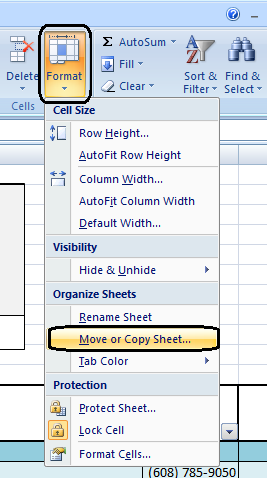 Delete
Format
AutoSum
Fill
Clear
Sort &
Filter
Find &
Select
Cells
Editing
Cell Size
Row Height...
AutoFit Row Height
Column Width...
AutoFit Column Width
Default Width...
Visibility
Hide & Unhide
Organize Sheets
Rename Sheet
Move or Copy Sheet...
Tab Color
Protection
Protect Sheet...
Lock Cell
Format Cells...
(608) 785-9050